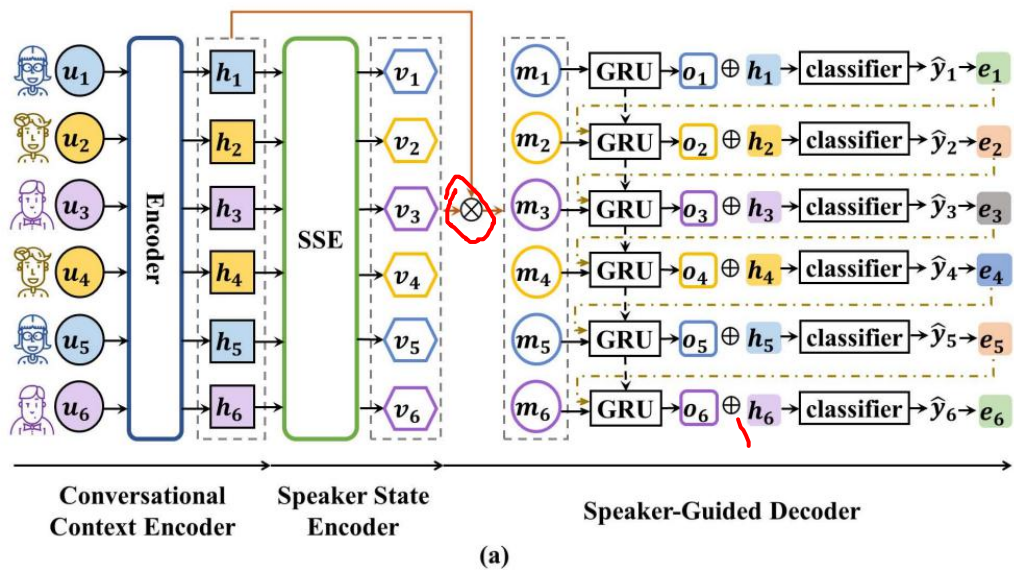 u1 h1 v1 m1 GRU o1 ⊕ h1 classifier ŷ1 e1
u2 h2 v2 m2 GRU o2 ⊕ h2 classifier ŷ2 e2
u3 Encoder h3 SSE v3 ⊗ m3 GRU o3 ⊕ h3 classifier ŷ3 e3
u4 h4 v4 m4 GRU o4 ⊕ h4 classifier ŷ4 e4
u5 h5 v5 m5 GRU o5 ⊕ h5 classifier ŷ5 e5
u6 h6 v6 m6 GRU o6 ⊕ h6 classifier ŷ6 e6
Conversational
Context Encoder
Speaker State
Encoder
Speaker-Guided Decoder
(a)